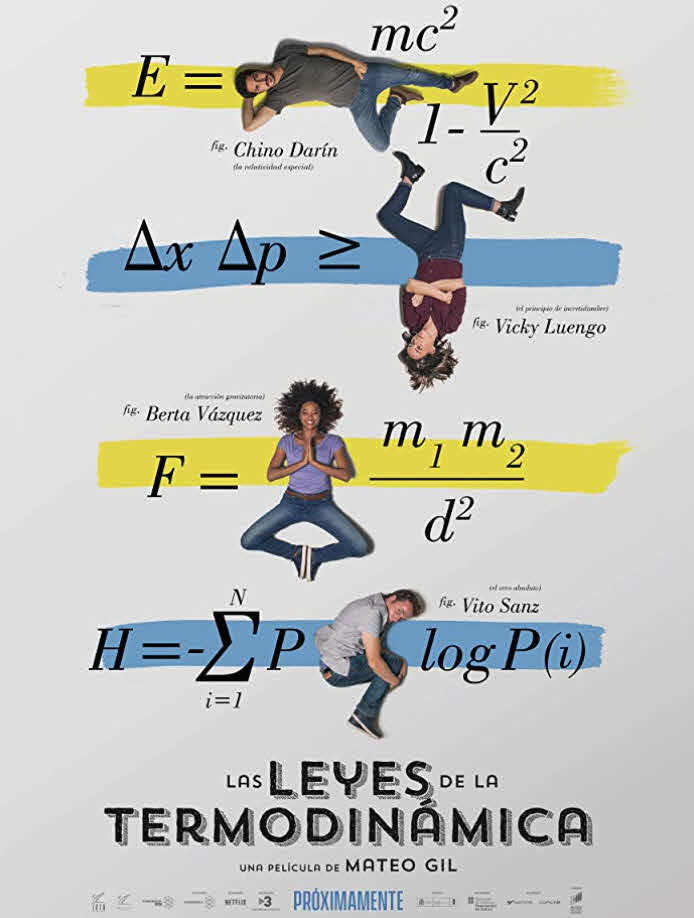 E = mc²
1- V²
c²
fig. Chino Darín
(la relatividad especial)
Δx Δp ≥
(el principio de incertidumbre)
fig. Vicky Luengo
(la atracción gravitatoria)
fig. Berta Vázquez
F = m₁ m₂
d²
(el cero absoluto)
fig. Vito Sanz
N
H=-∑ P log P(i)
i=1
LAS LEYES DE LA
TERMODINÁMICA
UNA PELÍCULA DE MATEO GIL
NETFLIX 3 PRÓXIMAMENTE